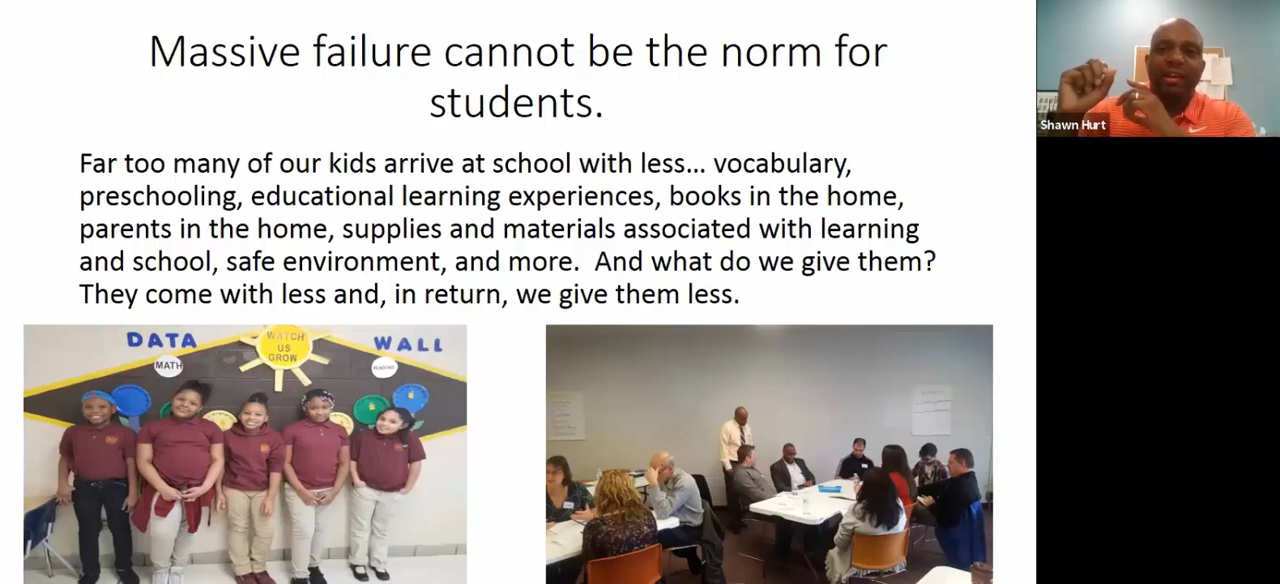 Massive failure cannot be the norm for
students.
Far too many of our kids arrive at school with less... vocabulary,
preschooling, educational learning experiences, books in the home,
parents in the home, supplies and materials associated with learning
and school, safe environment, and more.  And what do we give them?
They come with less and, in return, we give them less.
Shawn Hurt
DATA
WATCH
US
GROW
WALL
MATH
READING